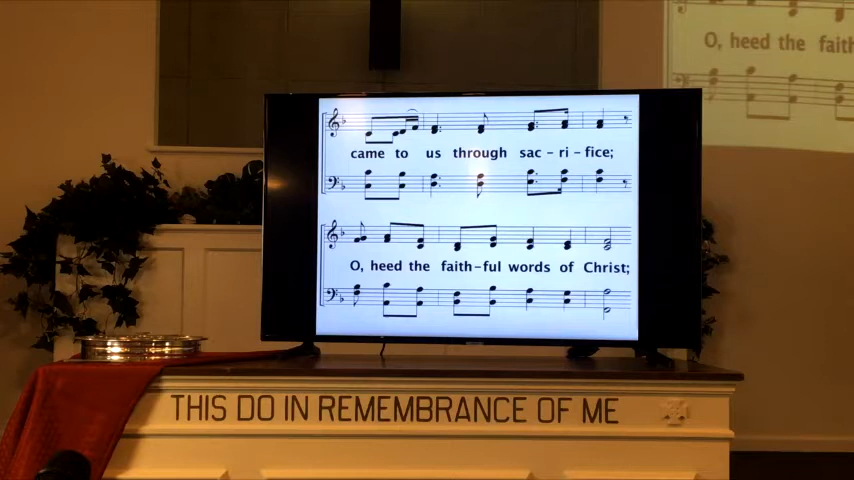 came to us through sac - ri - fice;
O, heed the faith - ful words of Christ;
O, heed the faith
THIS DO IN REMEMBRANCE OF ME